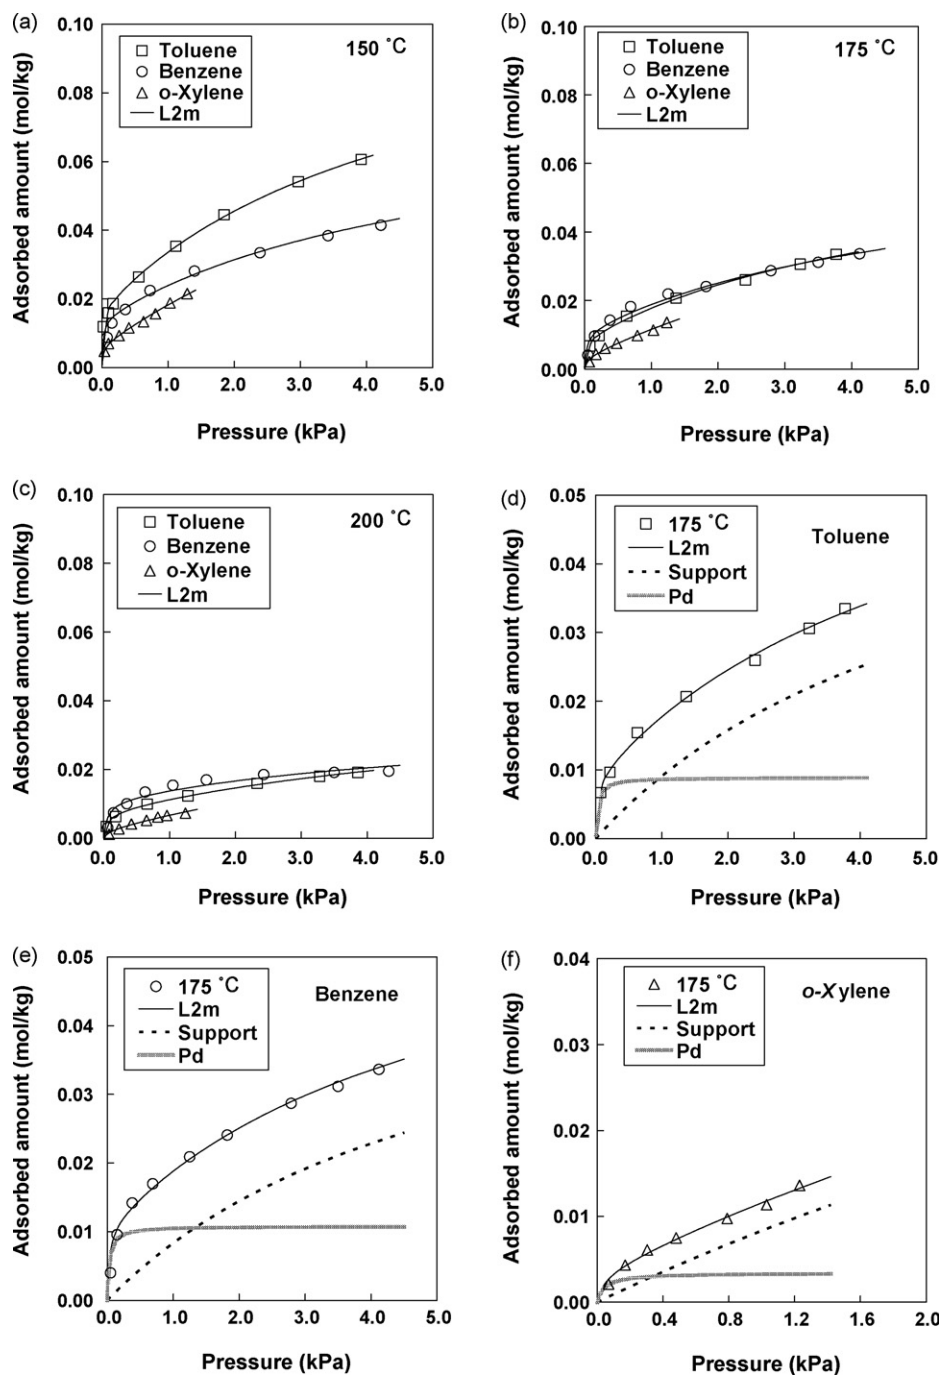 (a)
0.10
0.08
0.06
0.04
0.02
0.00
Adsorbed amount (mol/kg)
Toluene
Benzene
o-Xylene
L2m
150 °C
0.0 1.0 2.0 3.0 4.0 5.0
Pressure (kPa)
(b)
0.10
0.08
0.06
0.04
0.02
0.00
Adsorbed amount (mol/kg)
Toluene
Benzene
o-Xylene
L2m
175 °C
0.0 1.0 2.0 3.0 4.0 5.0
Pressure (kPa)
(c)
0.10
0.08
0.06
0.04
0.02
0.00
Adsorbed amount (mol/kg)
Toluene
Benzene
o-Xylene
L2m
200 °C
0.0 1.0 2.0 3.0 4.0 5.0
Pressure (kPa)
(d)
0.05
0.04
0.03
0.02
0.01
0.00
Adsorbed amount (mol/kg)
175 °C
L2m
Support
Pd
Toluene
0.0 1.0 2.0 3.0 4.0 5.0
Pressure (kPa)
(e)
0.05
0.04
0.03
0.02
0.01
0.00
Adsorbed amount (mol/kg)
175 °C
L2m
Support
Pd
Benzene
0.0 1.0 2.0 3.0 4.0 5.0
Pressure (kPa)
(f)
0.04
0.03
0.02
0.01
0.00
Adsorbed amount (mol/kg)
175 °C
L2m
Support
Pd
o-Xylene
0.0 0.4 0.8 1.2 1.6 2.0
Pressure (kPa)